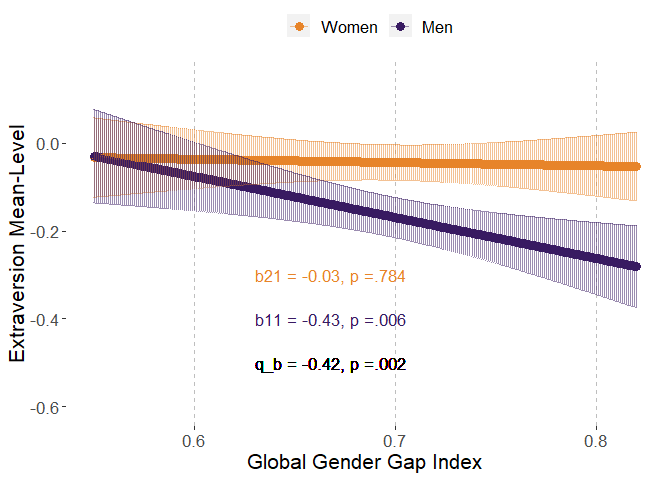 Women Men
Extraversion Mean-Level
0.0
-0.2
-0.4
-0.6
b21 = -0.03, p =.784
b11 = -0.43, p =.006
q_b = -0.42, p =.002
0.6 0.7 0.8
Global Gender Gap Index